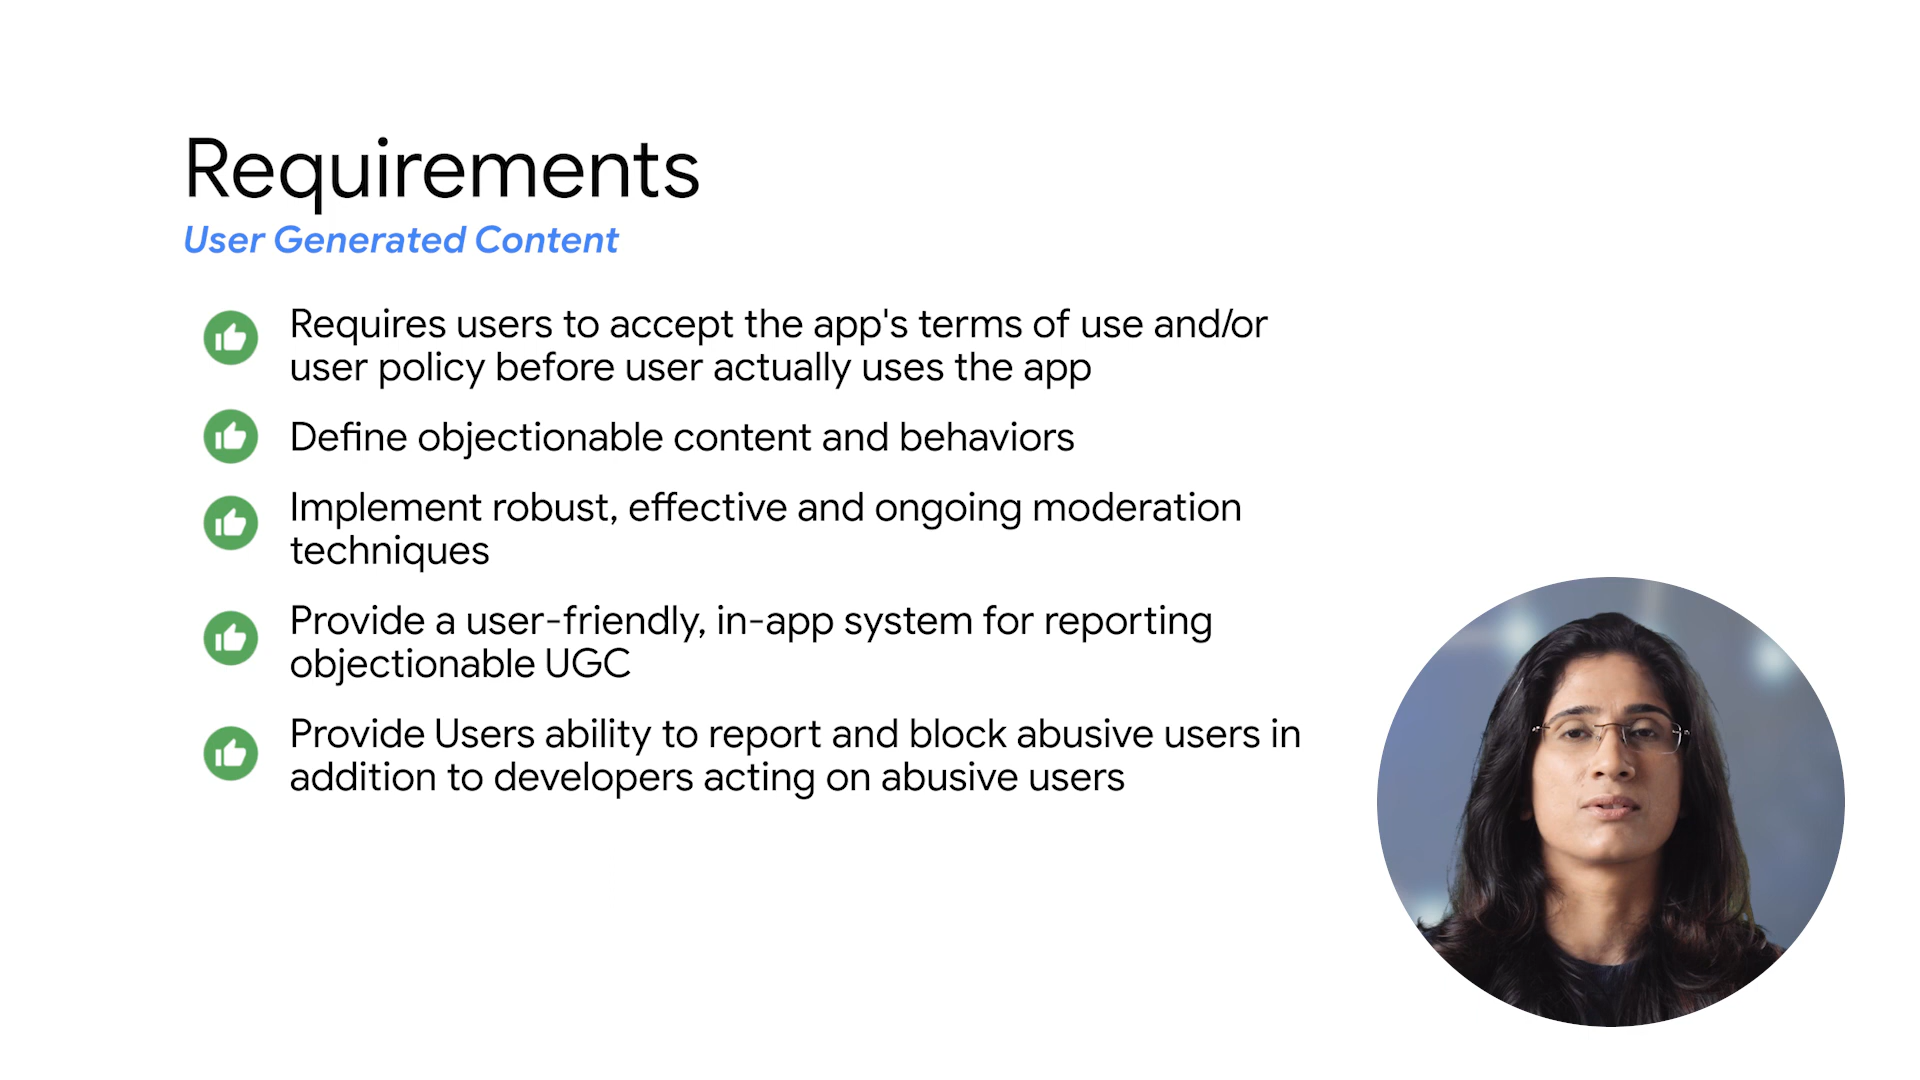 Requirements
User Generated Content
Requires users to accept the app's terms of use and/or
user policy before user actually uses the app
Define objectionable content and behaviors
Implement robust, effective and ongoing moderation
techniques
Provide a user-friendly, in-app system for reporting
objectionable UGC
Provide Users ability to report and block abusive users in
addition to developers acting on abusive users